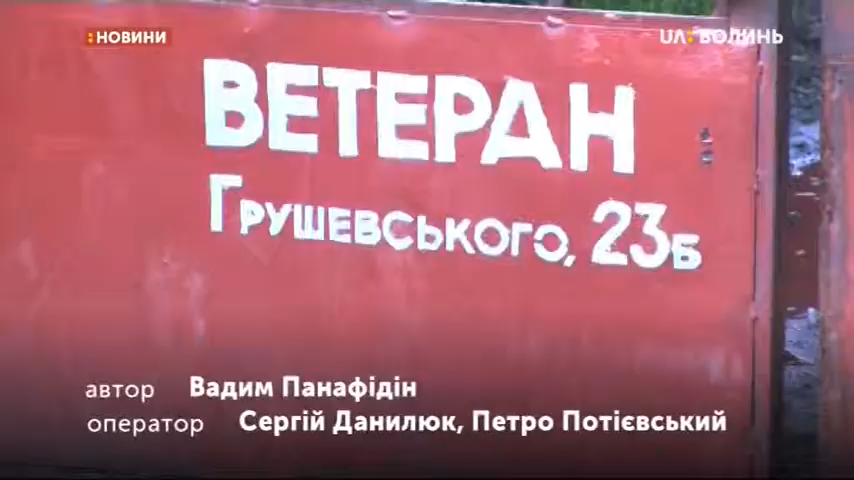 :НОВИНИ
UA:ВОЛИНЬ
ВЕТЕРАН
ГРУШЕВСЬКОГО, 23Б
автор Вадим Панафідін
оператор Сергій Данилюк, Петро Потієвський